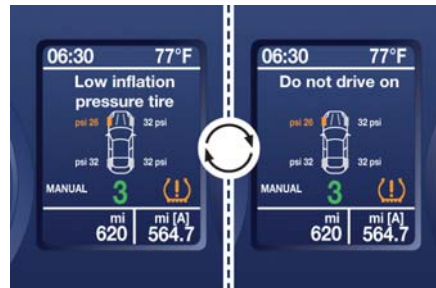 06:30 77°F
Low inflation
pressure tire
psi 26 32 psi
psi 32 32 psi
MANUAL 3 (!)
mi mi [A]
620 564.7
06:30 77°F
Do not drive on
psi 26 32 psi
psi 32 32 psi
MANUAL 3 (!)
mi mi [A]
620 564.7